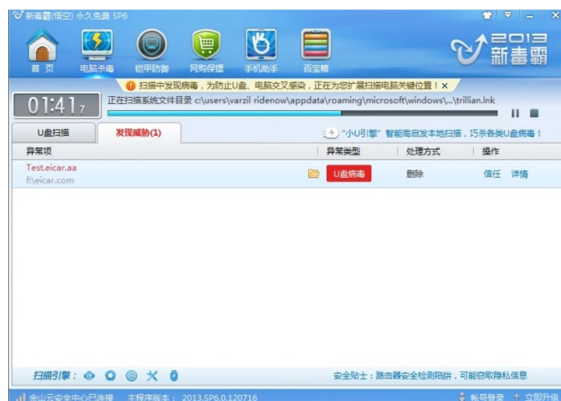 新毒霸(悟空) 永久免费 SP6
首页
电脑杀毒
铠甲防御
网购保镖
手机助手
百宝箱
2013
新毒霸
扫描中发现病毒，为防止U盘、电脑交叉感染，正在为您扩展扫描电脑关键位置！
01:41 7
正在扫描系统文件目录 c:\users\varzil ridenow\appdata\roaming\microsoft\windows\...\trillian.lnk
U盘扫描
发现威胁(1)
“小U引擎” 智能高启发本地扫描，巧杀各类U盘病毒！
异常项
异常类型
处理方式
操作
Test.eicar.aa
f:\eicar.com
U盘病毒
删除
信任
详情
扫描引擎：
安全贴士：路由器安全检测陷阱，可能窃取隐私信息
金山云安全中心已连接
主程序版本： 2013.SP6.0.120716
帐号登录
立即升级